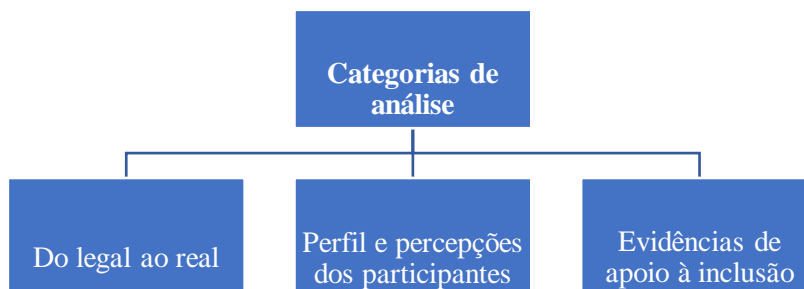 Categorias de
análise
Do legal ao real
Perfil e percepções
dos participantes
Evidências de
apoio à inclusão